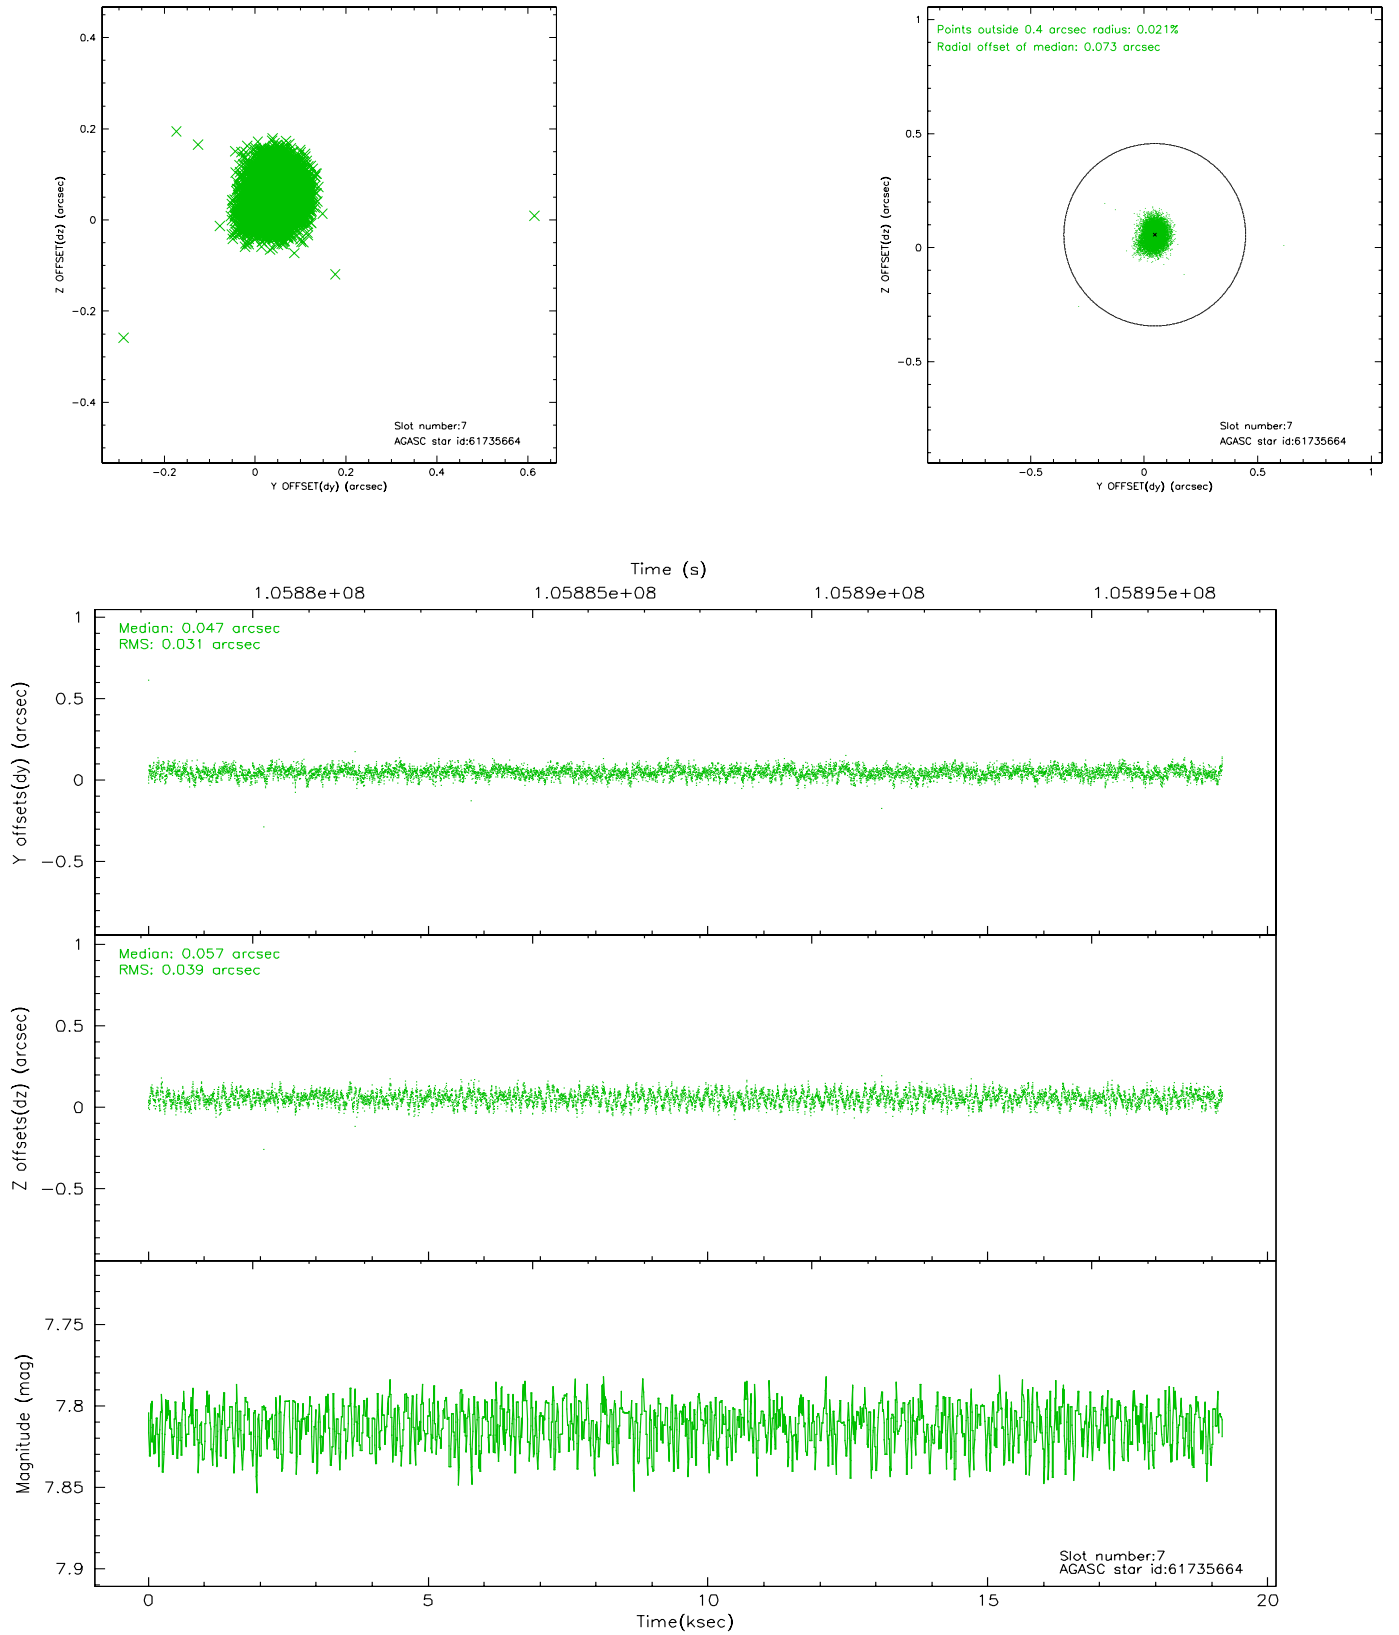 0.4
0.2
0
−0.2
−0.4
Z OFFSET(dz) (arcsec)
Slot number:7
AGASC star id:61735664
−0.2
0
0.2
0.4
0.6
Y OFFSET(dy) (arcsec)
Points outside 0.4 arcsec radius: 0.021%
Radial offset of median: 0.073 arcsec
1
0.5
0
−0.5
Z OFFSET(dz) (arcsec)
Slot number:7
AGASC star id:61735664
−0.5
0
0.5
1
Y OFFSET(dy) (arcsec)
Time (s)
1.0588e+08
1.05885e+08
1.0589e+08
1.05895e+08
Median: 0.047 arcsec
RMS: 0.031 arcsec
1
0.5
0
−0.5
Y offsets(dy) (arcsec)
Median: 0.057 arcsec
RMS: 0.039 arcsec
1
0.5
0
−0.5
Z offsets(dz) (arcsec)
7.75
7.8
7.85
7.9
Magnitude (mag)
Slot number:7
AGASC star id:61735664
0
5
10
15
20
Time(ksec)